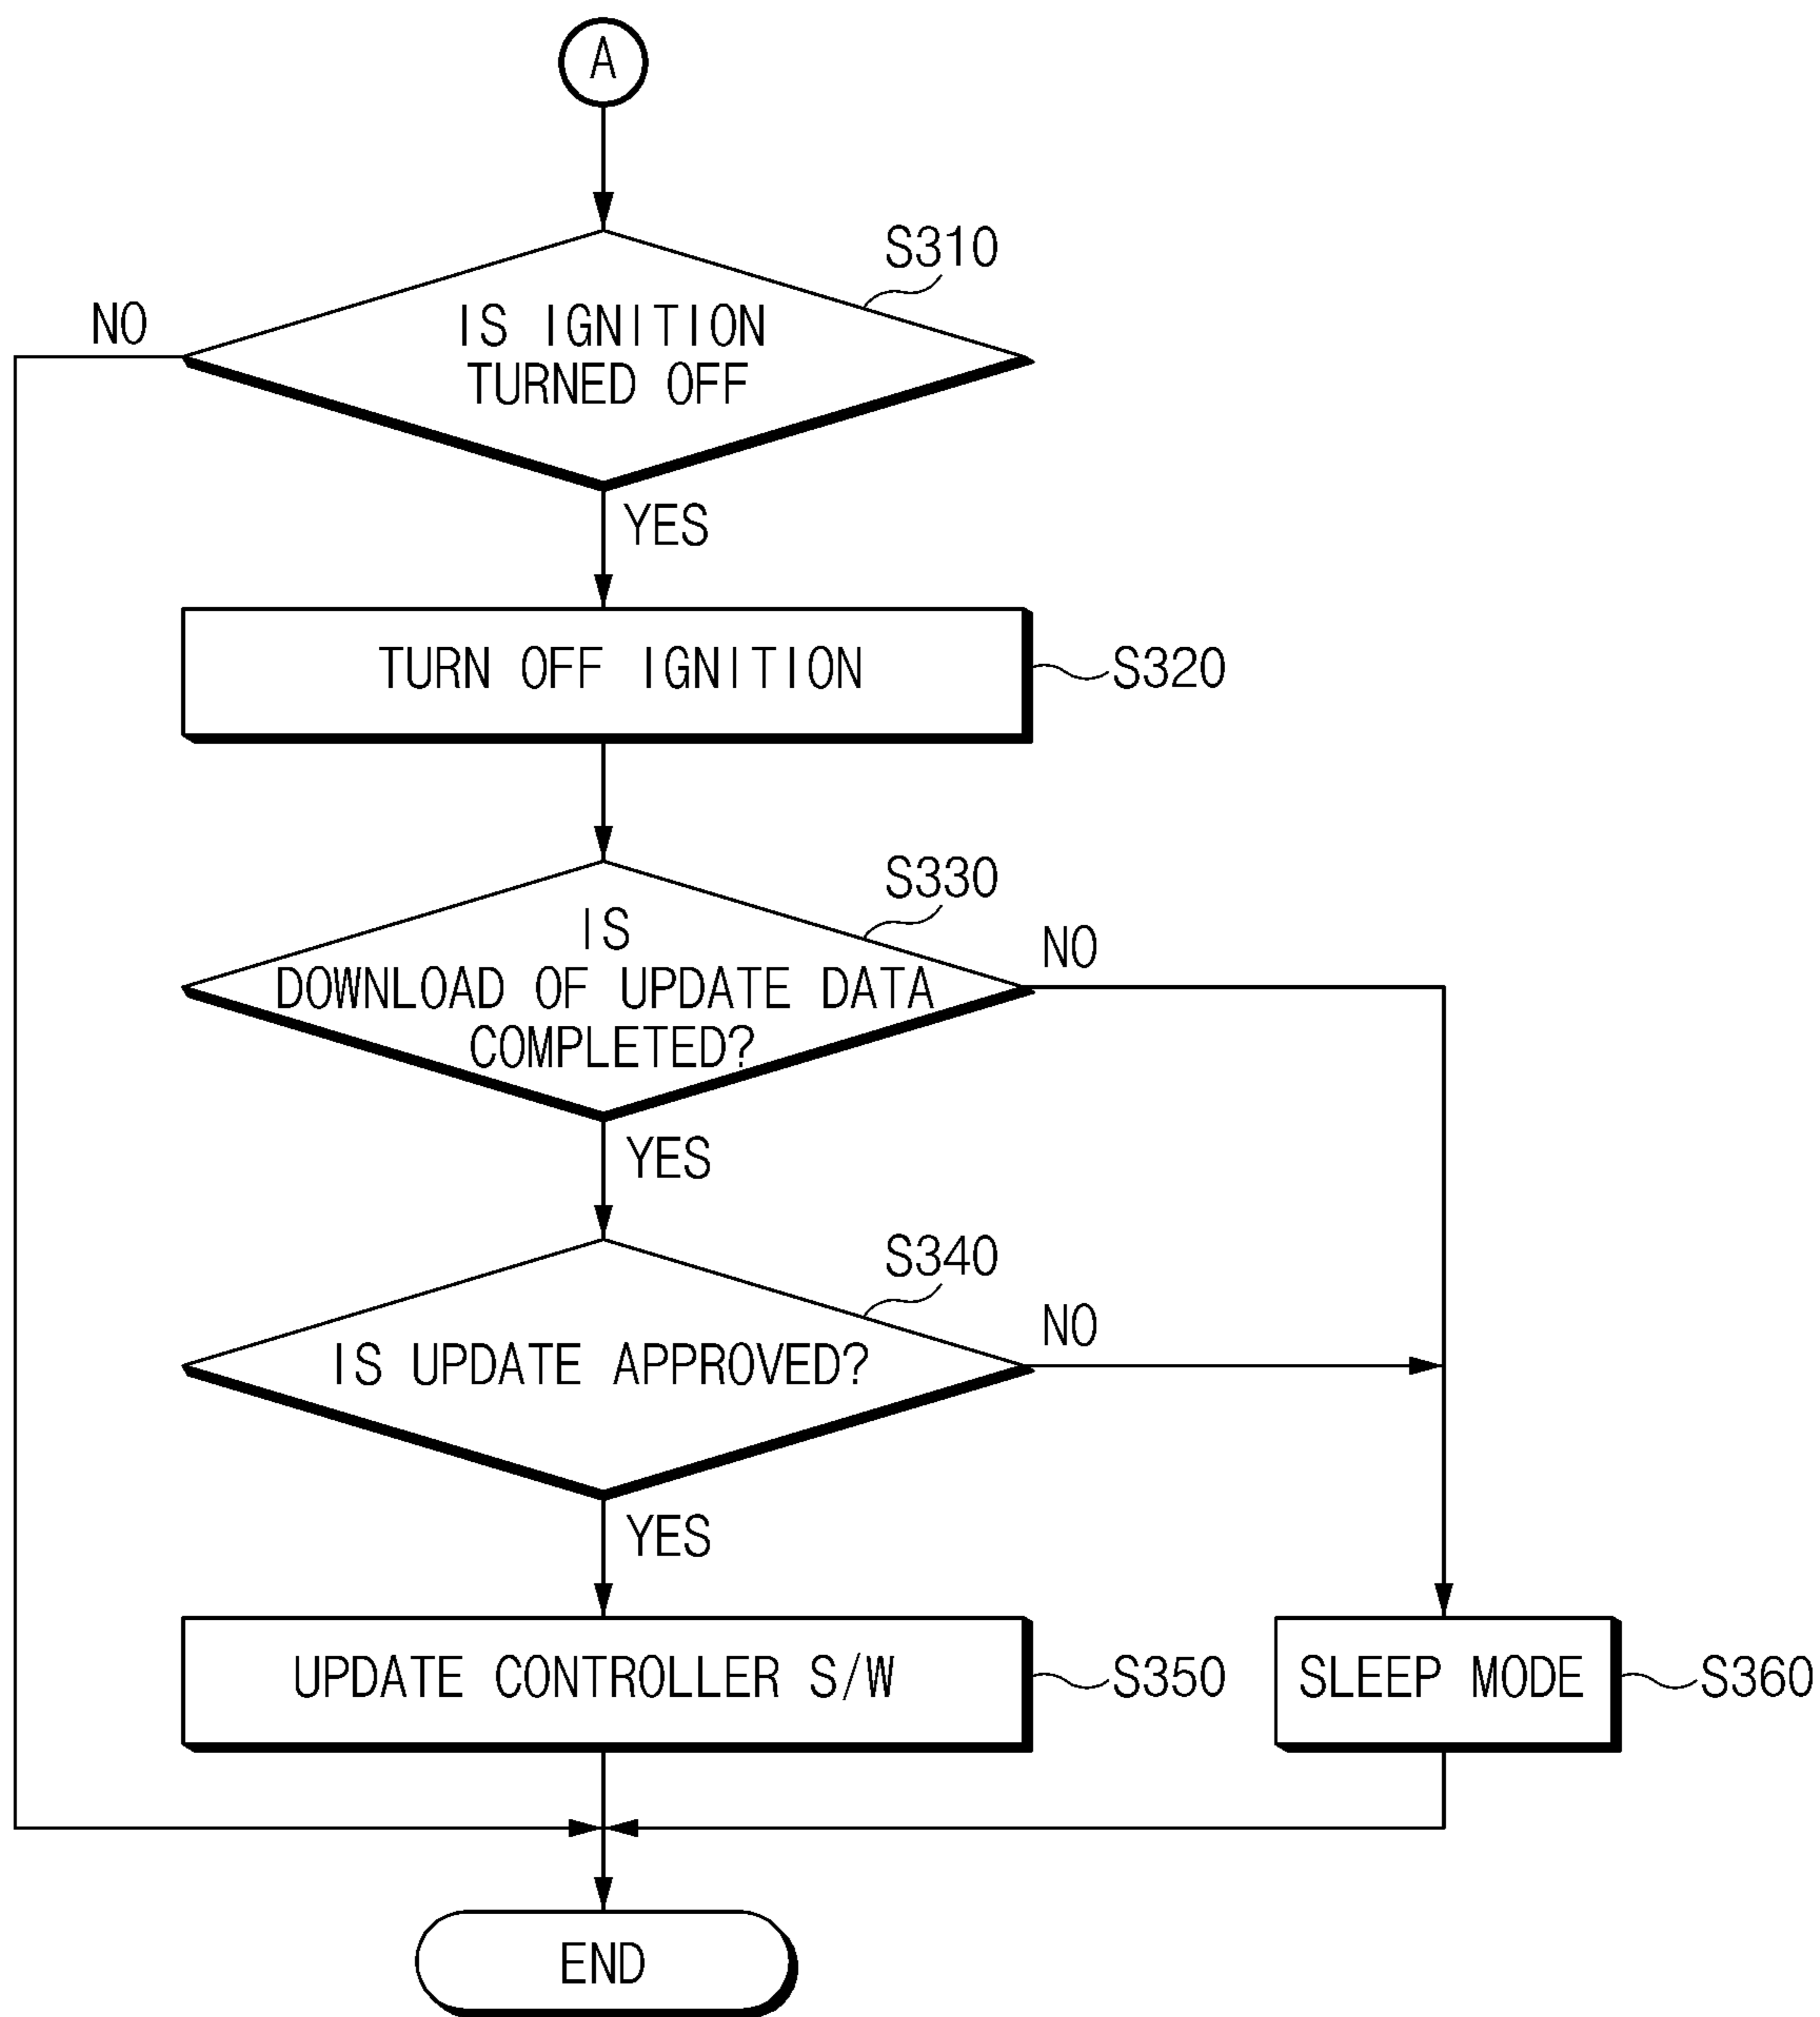 A
S310
NO
IS IGNITION
TURNED OFF
YES
TURN OFF IGNITION
S320
S330
IS
DOWNLOAD OF UPDATE DATA
COMPLETED?
NO
YES
S340
IS UPDATE APPROVED?
NO
YES
UPDATE CONTROLLER S/W
S350
SLEEP MODE
S360
END